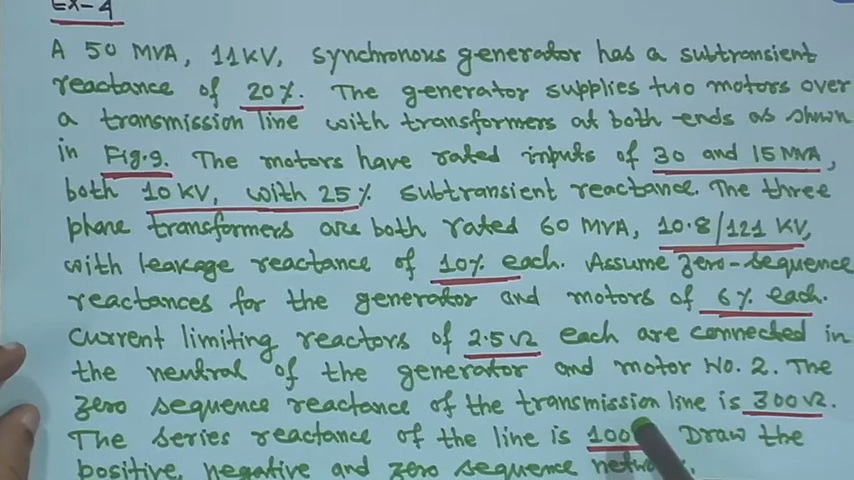 Ex-4
A 50 MVA, 11KV, synchronous generator has a subtransient
reactance of 20%. The generator supplies two motors over
a transmission line with transformers at both ends as shown
in Fig.9. The motors have rated inputs of 30 and 15 MVA,
both 10 KV, with 25% subtransient reactance. The three
phase transformers are both rated 60 MVA, 10.8/121 KV,
with leakage reactance of 10% each. Assume zero-sequence
reactances for the generator and motors of 6% each.
Current limiting reactors of 2.5Ω each are connected in
the neutral of the generator and motor No. 2. The
zero sequence reactance of the transmission line is 300Ω.
The series reactance of the line is 100 Draw the
positive, negative and zero sequence